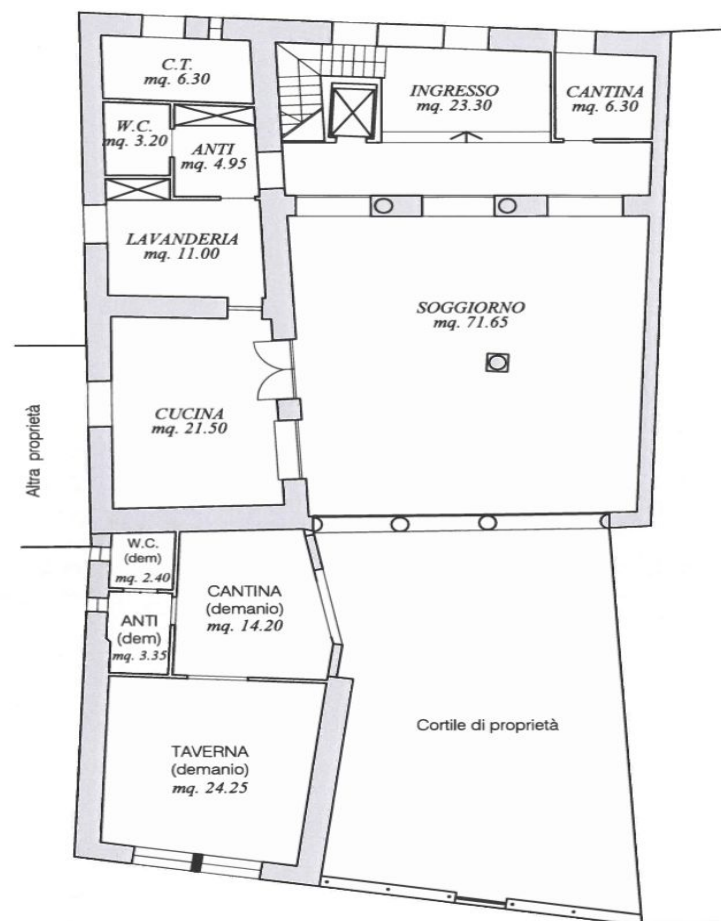 C.T.
mq. 6.30
W.C.
mq. 3.20
ANTI
mq. 4.95
INGRESSO
mq. 23.30
CANTINA
mq. 6.30
LAVANDERIA
mq. 11.00
SOGGIORNO
mq. 71.65
CUCINA
mq. 21.50
Altra proprietà
W.C.
(dem)
mq. 2.40
CANTINA
(demanio)
mq. 14.20
ANTI
(dem)
mq. 3.35
Cortile di proprietà
TAVERNA
(demanio)
mq. 24.25